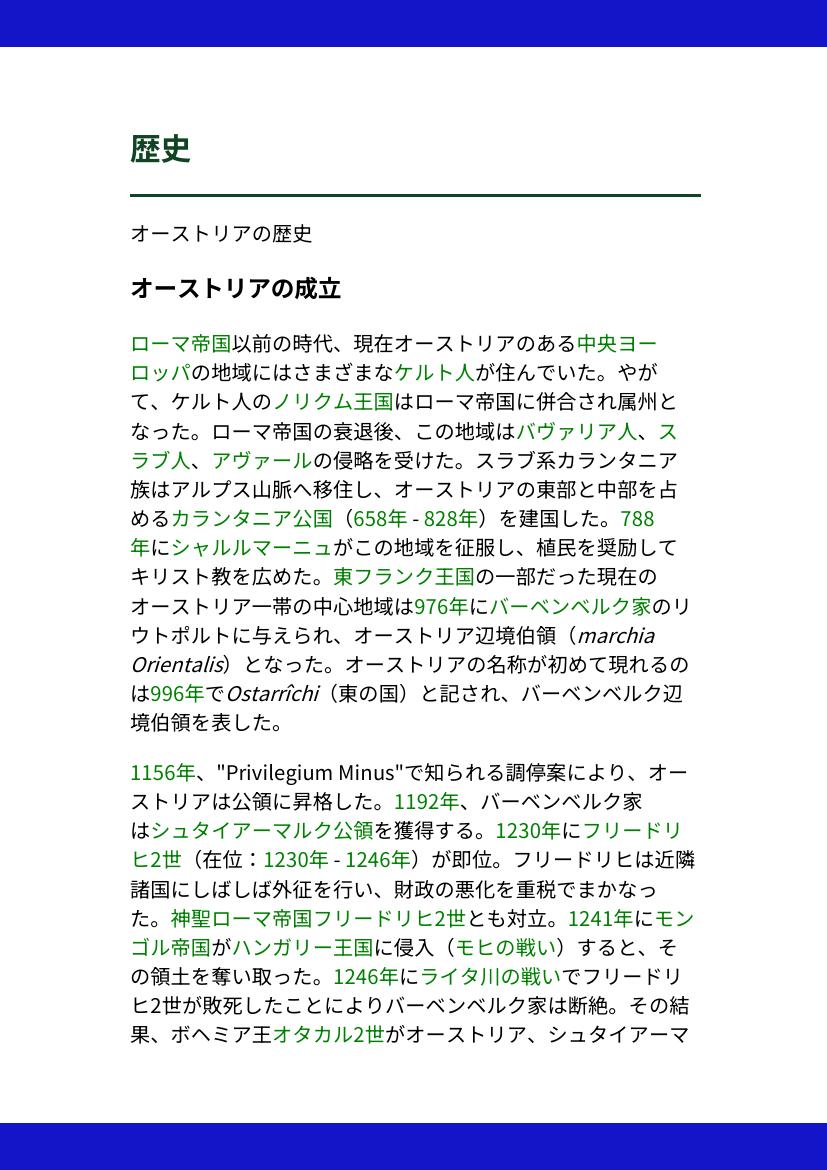 歴史
オーストリアの歴史
オーストリアの成立
ローマ帝国以前の時代、現在オーストリアのある中央ヨー
ロッパの地域にはさまざまなケルト人が住んでいた。やが
て、ケルト人のノリクム王国はローマ帝国に併合され属州と
なった。ローマ帝国の衰退後、この地域はバヴァリア人、ス
ラブ人、アヴァールの侵略を受けた。スラブ系カランタニア
族はアルプス山脈へ移住し、オーストリアの東部と中部を占
めるカランタニア公国（658年 - 828年）を建国した。788
年にシャルルマーニュがこの地域を征服し、植民を奨励して
キリスト教を広めた。東フランク王国の一部だった現在の
オーストリア一帯の中心地域は976年にバーベンベルク家のリ
ウトポルトに与えられ、オーストリア辺境伯領（marchia
Orientalis）となった。オーストリアの名称が初めて現れるの
は996年でOstarrîchi（東の国）と記され、バーベンベルク辺
境伯領を表した。
1156年、"Privilegium Minus"で知られる調停案により、オー
ストリアは公領に昇格した。1192年、バーベンベルク家
はシュタイアーマルク公領を獲得する。1230年にフリードリ
ヒ2世（在位：1230年 - 1246年）が即位。フリードリヒは近隣
諸国にしばしば外征を行い、財政の悪化を重税でまかなっ
た。神聖ローマ帝国フリードリヒ2世とも対立。1241年にモン
ゴル帝国がハンガリー王国に侵入（モヒの戦い）すると、そ
の領土を奪い取った。1246年にライタ川の戦いでフリードリ
ヒ2世が敗死したことによりバーベンベルク家は断絶。その結
果、ボヘミア王オタカル2世がオーストリア、シュタイアーマ